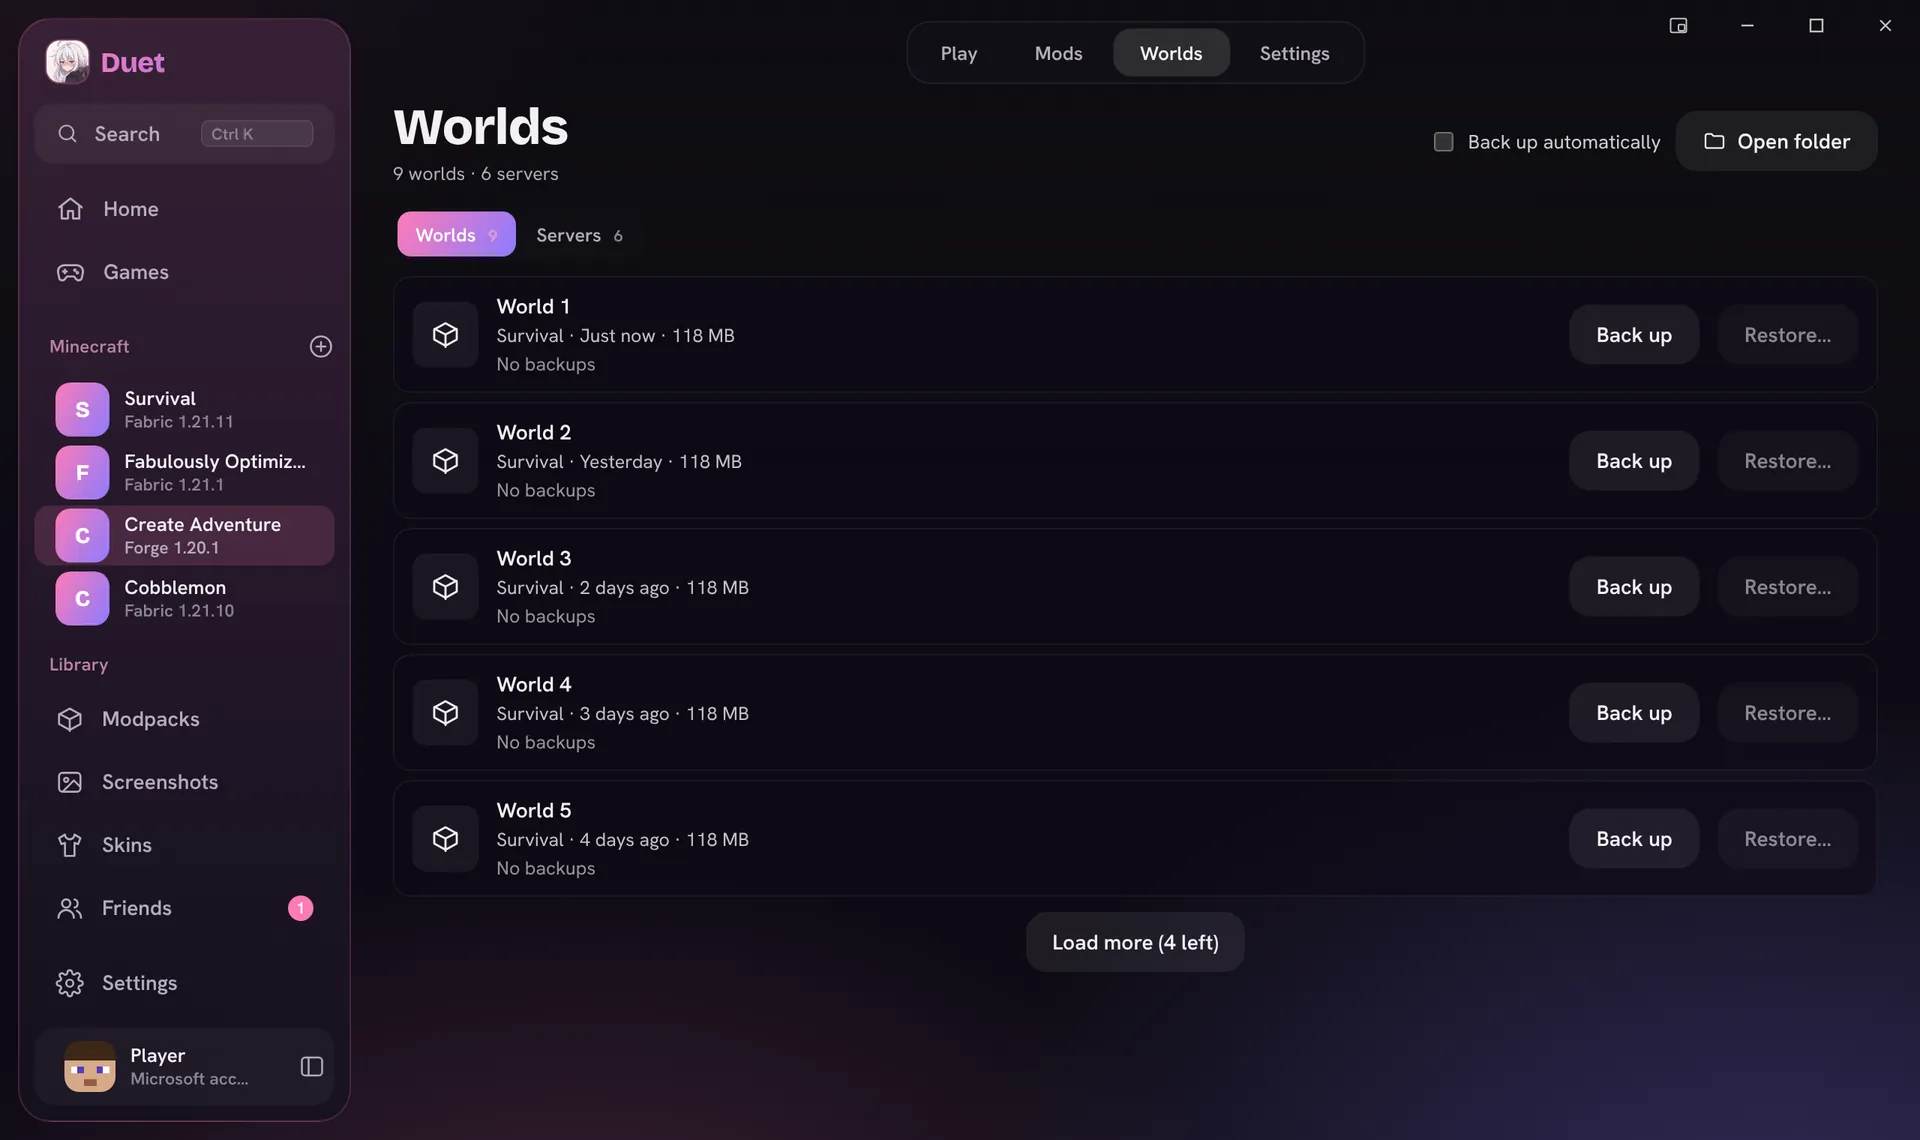 Duet
Search Ctrl K
Home
Games
Minecraft
S
Survival
Fabric 1.21.11
F
Fabulously Optimiz...
Fabric 1.21.1
C
Create Adventure
Forge 1.20.1
C
Cobblemon
Fabric 1.21.10
Library
Modpacks
Screenshots
Skins
Friends 1
Settings
Player
Microsoft acc...
Play Mods Worlds Settings
Worlds
9 worlds · 6 servers
Back up automatically
Open folder
Worlds 9 Servers 6
World 1
Survival · Just now · 118 MB
No backups
Back up Restore...
World 2
Survival · Yesterday · 118 MB
No backups
Back up Restore...
World 3
Survival · 2 days ago · 118 MB
No backups
Back up Restore...
World 4
Survival · 3 days ago · 118 MB
No backups
Back up Restore...
World 5
Survival · 4 days ago · 118 MB
No backups
Back up Restore...
Load more (4 left)